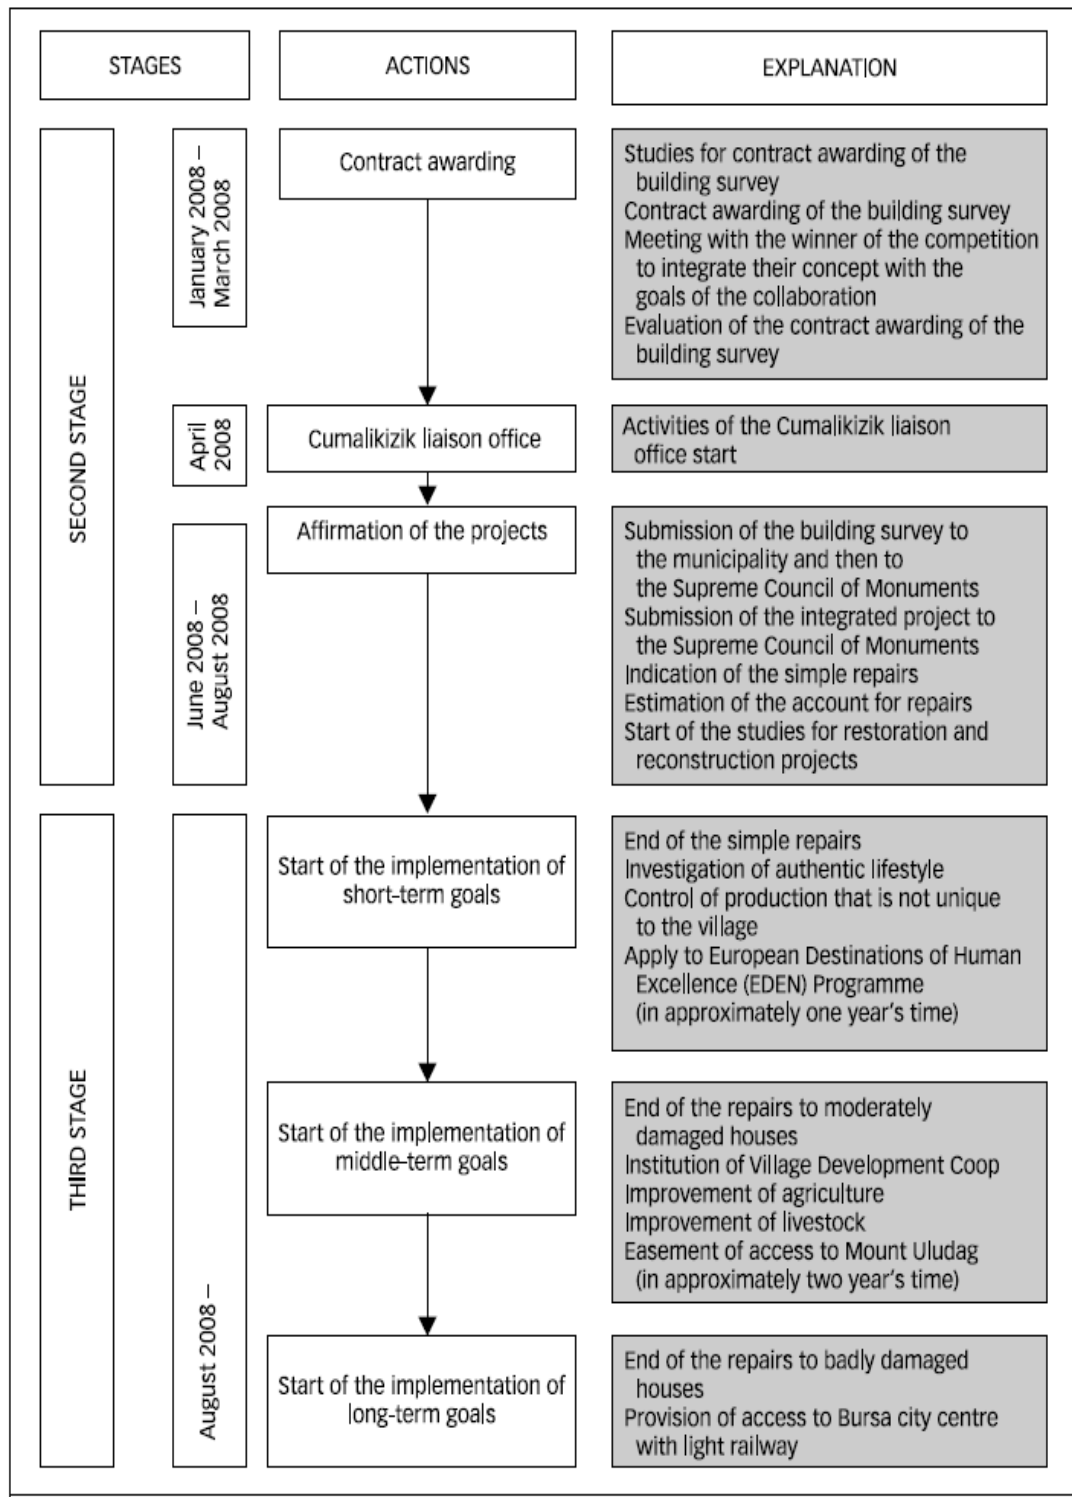 STAGES
ACTIONS
EXPLANATION
SECOND STAGE
January 2008 –
March 2008
Contract awarding
Studies for contract awarding of the
building survey
Contract awarding of the building survey
Meeting with the winner of the competition
to integrate their concept with the
goals of the collaboration
Evaluation of the contract awarding of the
building survey
April
2008
Cumalikizik liaison office
Activities of the Cumalikizik liaison
office start
June 2008 –
August 2008
Affirmation of the projects
Submission of the building survey to
the municipality and then to
the Supreme Council of Monuments
Submission of the integrated project to
the Supreme Council of Monuments
Indication of the simple repairs
Estimation of the account for repairs
Start of the studies for restoration and
reconstruction projects
THIRD STAGE
August 2008 –
Start of the implementation of
short-term goals
End of the simple repairs
Investigation of authentic lifestyle
Control of production that is not unique
to the village
Apply to European Destinations of Human
Excellence (EDEN) Programme
(in approximately one year's time)
Start of the implementation of
middle-term goals
End of the repairs to moderately
damaged houses
Institution of Village Development Coop
Improvement of agriculture
Improvement of livestock
Easement of access to Mount Uludag
(in approximately two year's time)
Start of the implementation of
long-term goals
End of the repairs to badly damaged
houses
Provision of access to Bursa city centre
with light railway